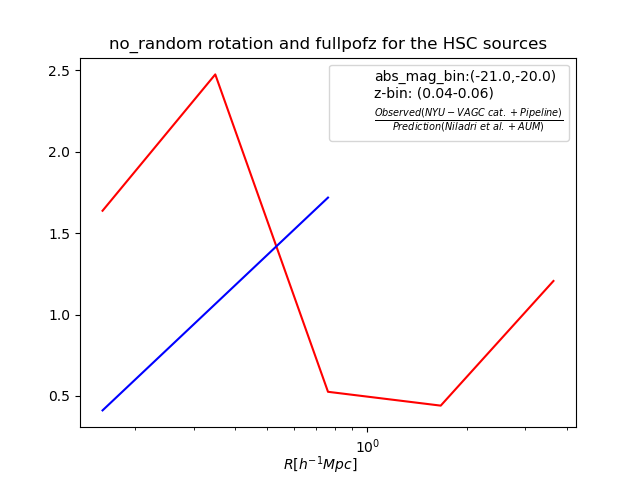 no_random rotation and fullpofz for the HSC sources
abs_mag_bin:(-21.0,-20.0)
z-bin: (0.04-0.06)
Observed(NYU−VAGC cat. + Pipeline)
Prediction(Niladri et al. + AUM)
2.5
2.0
1.5
1.0
0.5
10⁰
R[h⁻¹Mpc]